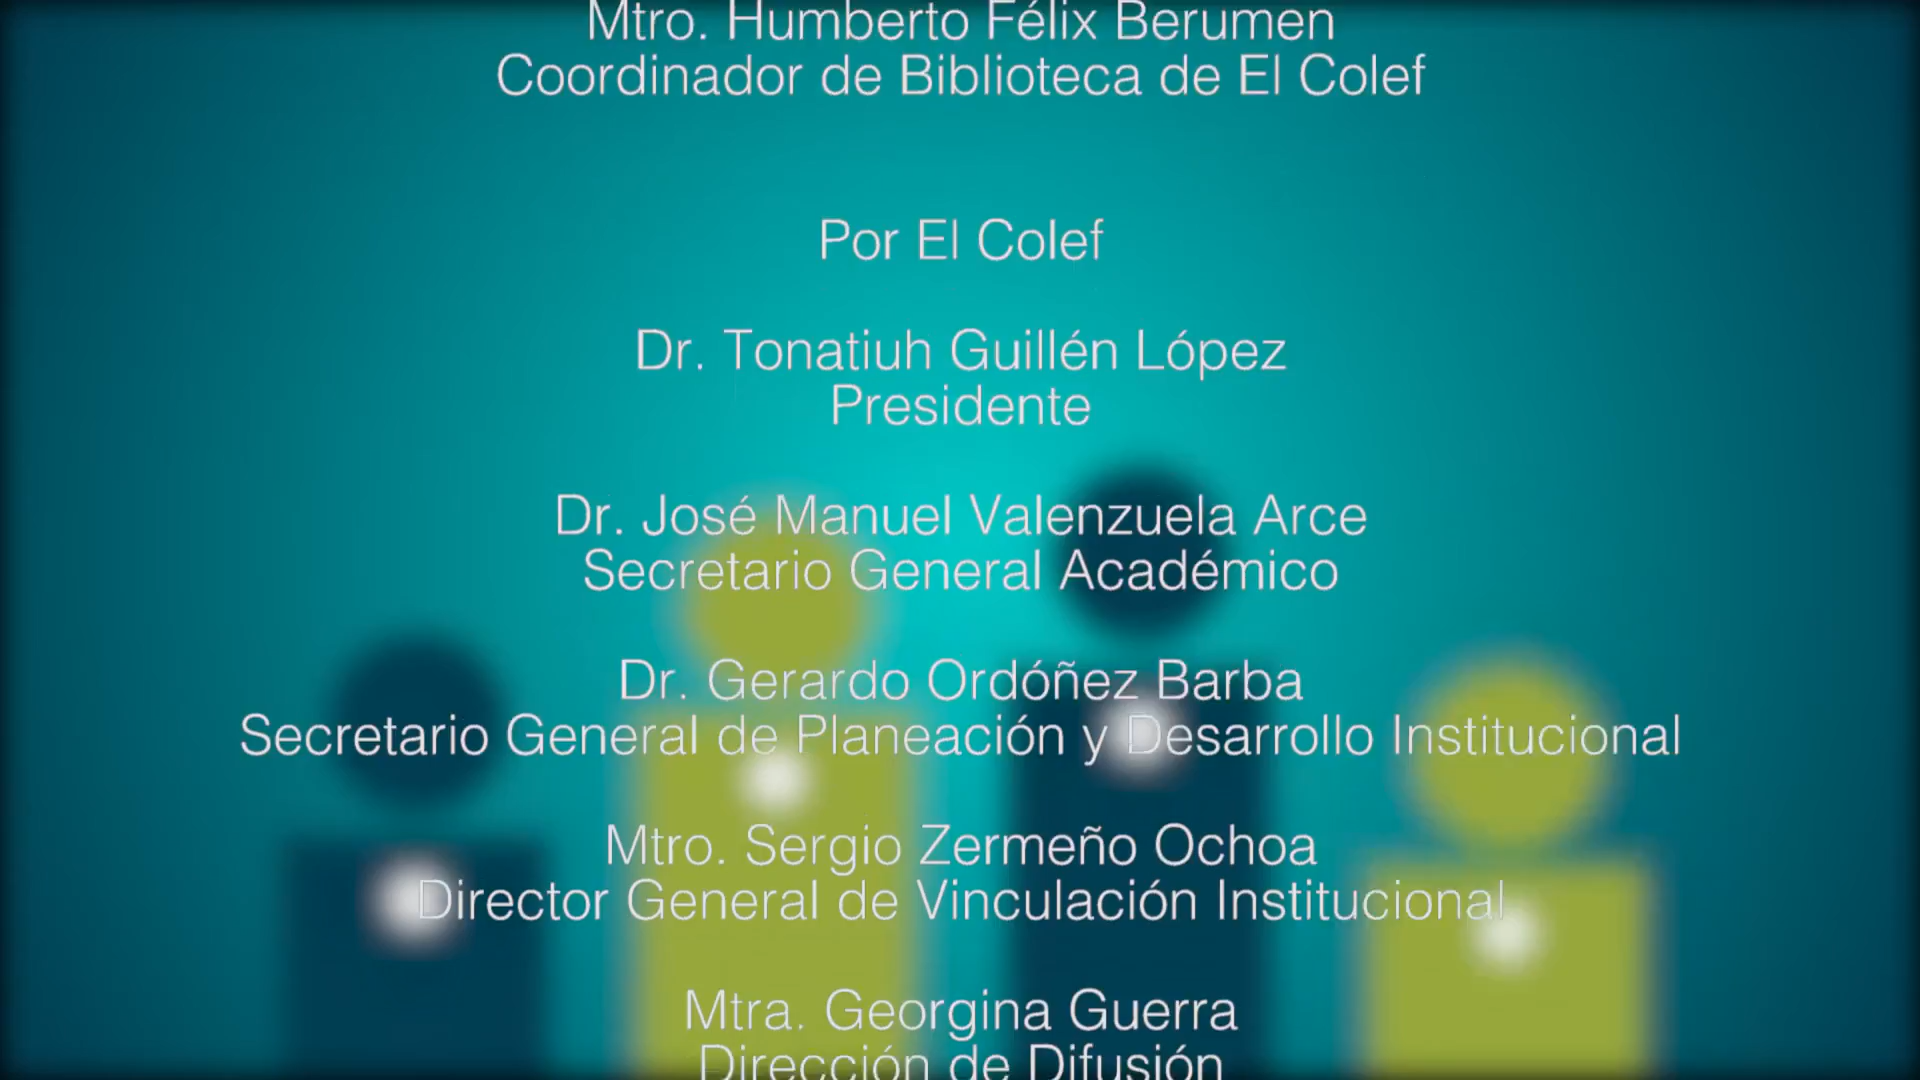 Mtro. Humberto Félix Berumen
Coordinador de Biblioteca de El Colef
Por El Colef
Dr. Tonatiuh Guillén López
Presidente
Dr. José Manuel Valenzuela Arce
Secretario General Académico
Dr. Gerardo Ordóñez Barba
Secretario General de Planeación y Desarrollo Institucional
Mtro. Sergio Zermeño Ochoa
Director General de Vinculación Institucional
Mtra. Georgina Guerra
Dirección de Difusión